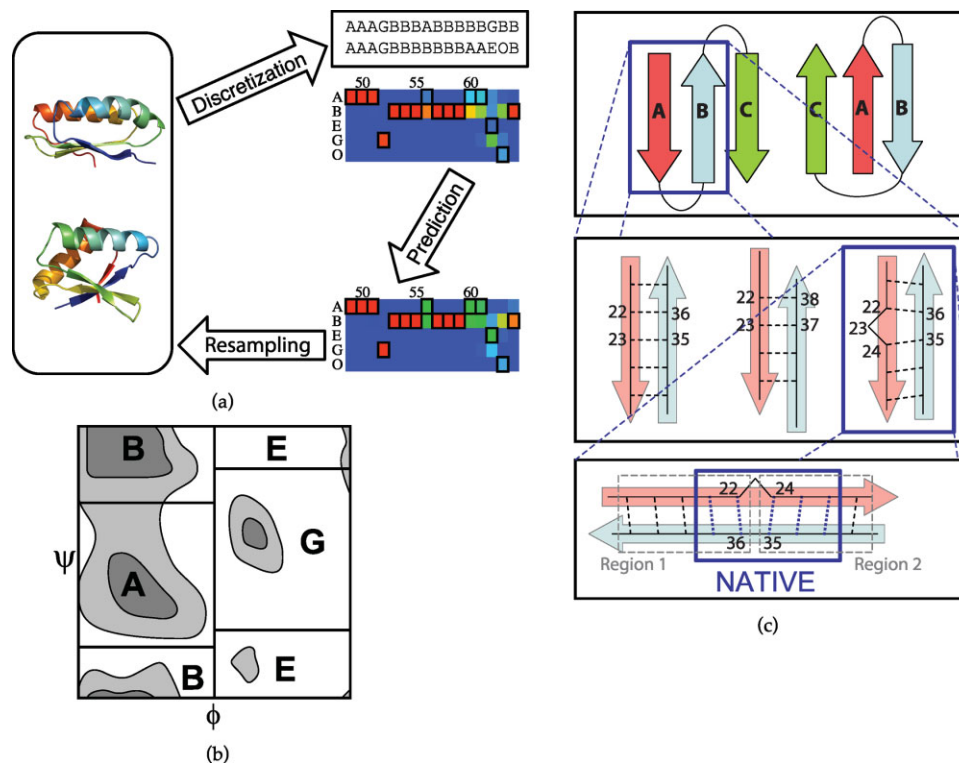 AAAGBBBABBBBBGBB
AAAGBBBBBBBAAEOB
Discretization
50 55 60
A
B
E
G
O
Prediction
50 55 60
A
B
E
G
O
Resampling
(a)
B E
ψ A G
B E
ϕ
(b)
A B C C A B
22 36
23 35
22 38
23 37
22 36
23 35
24
22 24
36 35
Region 1 Region 2
NATIVE
(c)